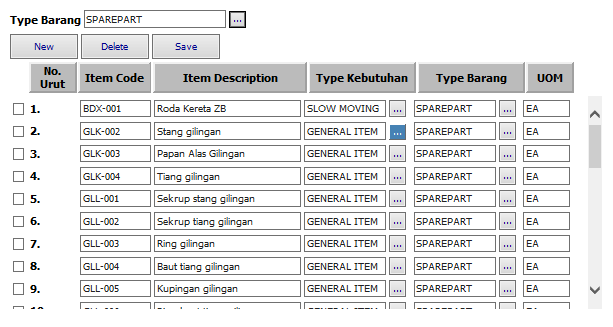 Type Barang SPAREPART ...
New Delete Save
No. Urut Item Code Item Description Type Kebutuhan Type Barang UOM
1. BDX-001 Roda Kereta ZB SLOW MOVING ... SPAREPART ... EA
2. GLK-002 Stang gilingan GENERAL ITEM ... SPAREPART ... EA
3. GLK-003 Papan Alas Gilingan GENERAL ITEM ... SPAREPART ... EA
4. GLK-004 Tiang gilingan GENERAL ITEM ... SPAREPART ... EA
5. GLL-001 Sekrup stang gilingan GENERAL ITEM ... SPAREPART ... EA
6. GLL-002 Sekrup tiang gilingan GENERAL ITEM ... SPAREPART ... EA
7. GLL-003 Ring gilingan GENERAL ITEM ... SPAREPART ... EA
8. GLL-004 Baut tiang gilingan GENERAL ITEM ... SPAREPART ... EA
9. GLL-005 Kupingan gilingan GENERAL ITEM ... SPAREPART ... EA